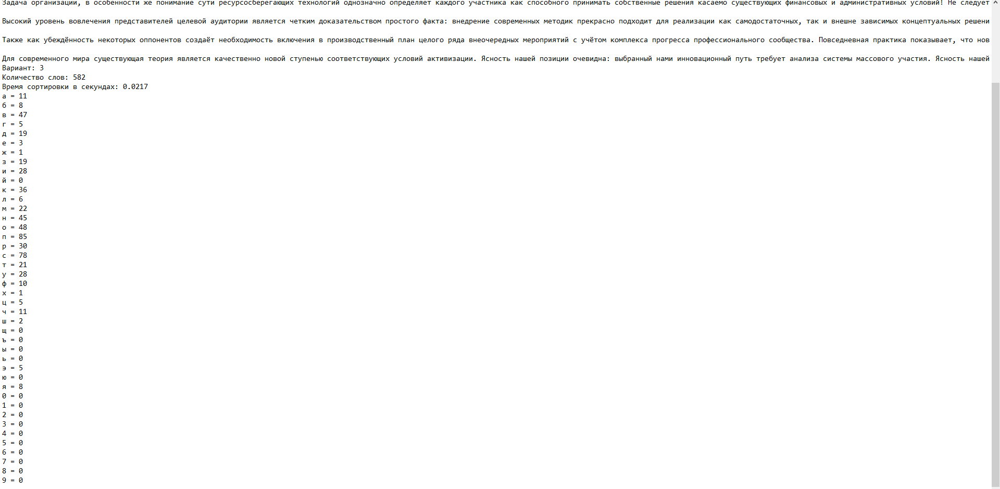 Задача организации, в особенности же понимание сути ресурсосберегающих технологий однозначно определяет каждого участника как способного принимать собственные решения касаемо существующих финансовых и административных условий! Не следует
Высокий уровень вовлечения представителей целевой аудитории является четким доказательством простого факта: внедрение современных методик прекрасно подходит для реализации как самодостаточных, так и внешне зависимых концептуальных решени
Также как убеждённость некоторых оппонентов создаёт необходимость включения в производственный план целого ряда внеочередных мероприятий с учётом комплекса прогресса профессионального сообщества. Повседневная практика показывает, что нов
Для современного мира существующая теория является качественно новой ступенью соответствующих условий активизации. Ясность нашей позиции очевидна: выбранный нами инновационный путь требует анализа системы массового участия. Ясность нашей
Вариант: 3
Количество слов: 582
Время сортировки в секундах: 0.0217
а = 11
б = 8
в = 47
г = 5
д = 19
е = 3
ж = 1
з = 19
и = 28
й = 0
к = 36
л = 6
м = 22
н = 45
о = 48
п = 85
р = 30
с = 78
т = 21
у = 28
ф = 10
х = 1
ц = 5
ч = 11
ш = 2
щ = 0
ъ = 0
ы = 0
ь = 0
э = 5
ю = 0
я = 8
0 = 0
1 = 0
2 = 0
3 = 0
4 = 0
5 = 0
6 = 0
7 = 0
8 = 0
9 = 0